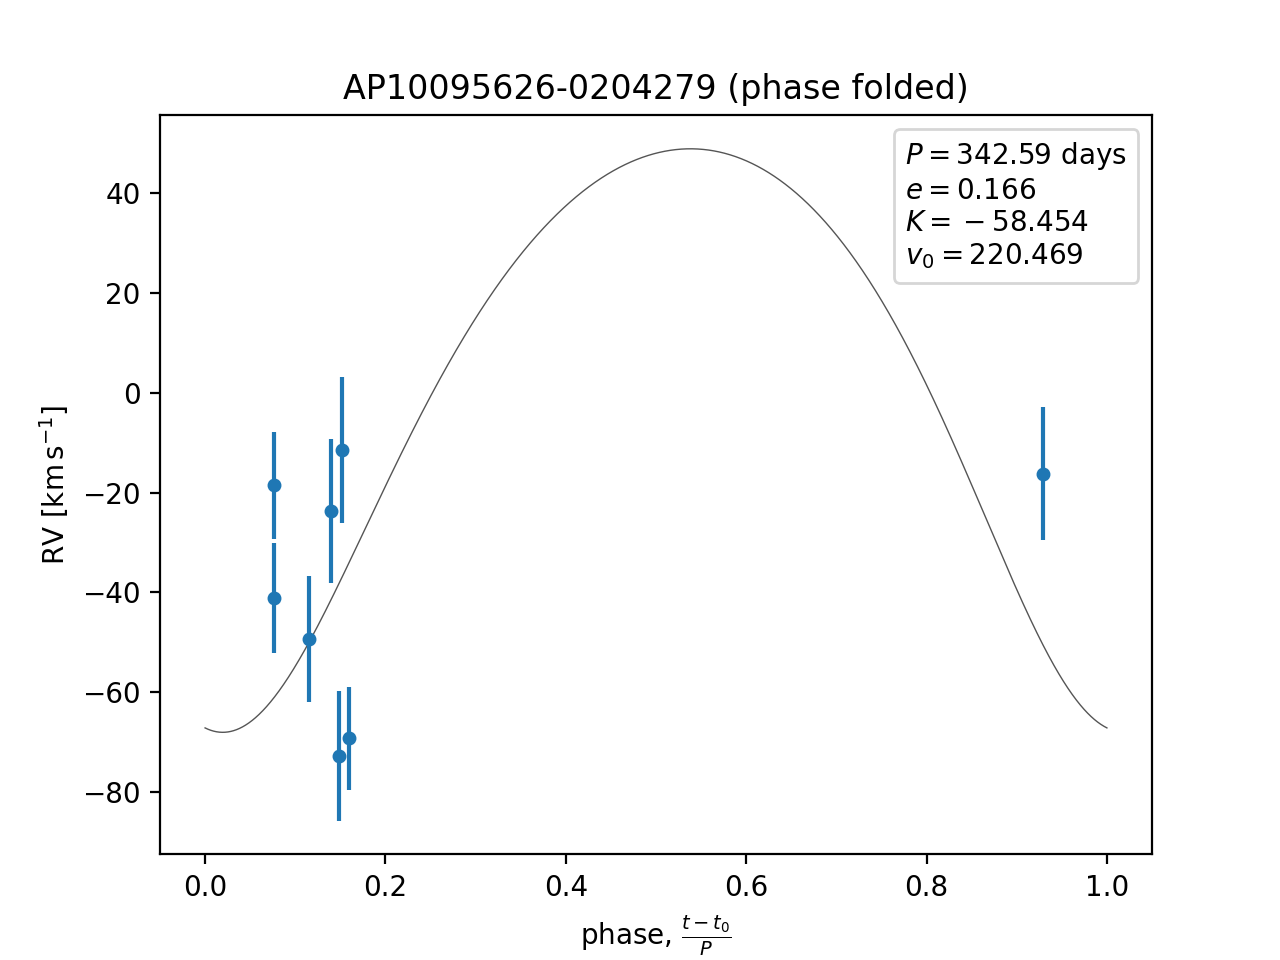 AP10095626-0204279 (phase folded)
P = 342.59 days
e = 0.166
K = −58.454
v₀ = 220.469
40
20
0
−20
−40
−60
−80
RV [km s⁻¹]
0.0 0.2 0.4 0.6 0.8 1.0
phase, (t − t₀)/P